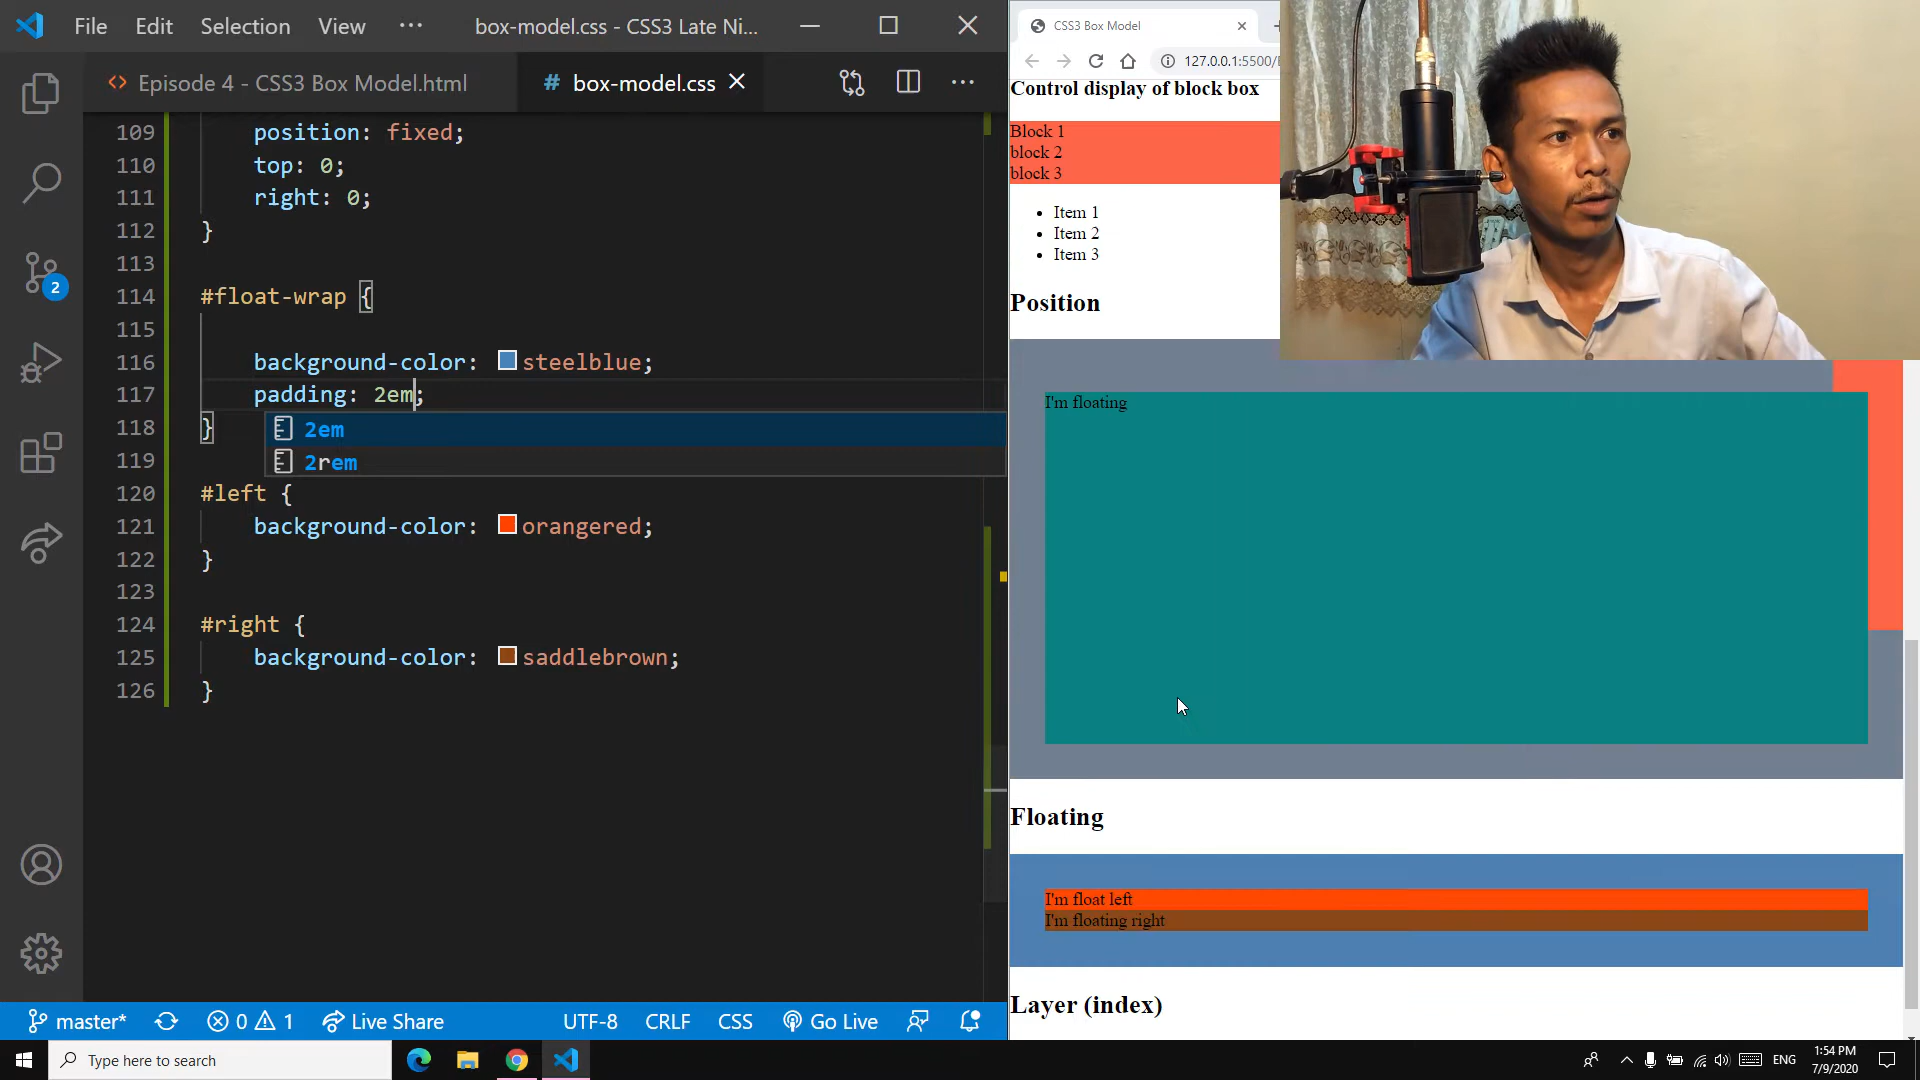 File Edit Selection View ··· box-model.css - CSS3 Late Ni...
Episode 4 - CSS3 Box Model.html
# box-model.css
109 position: fixed;
110 top: 0;
111 right: 0;
112 }
113
114 #float-wrap {
115
116 background-color: steelblue;
117 padding: 2em;
118 }
2em
119
2rem
120 #left {
121 background-color: orangered;
122 }
123
124 #right {
125 background-color: saddlebrown;
126 }
2
master* 0 1 Live Share UTF-8 CRLF CSS Go Live
CSS3 Box Model
127.0.0.1:5500/
Control display of block box
Block 1
block 2
block 3
Item 1
Item 2
Item 3
Position
I'm floating
Floating
I'm float left
I'm floating right
Layer (index)
Type here to search
ENG
1:54 PM
7/9/2020